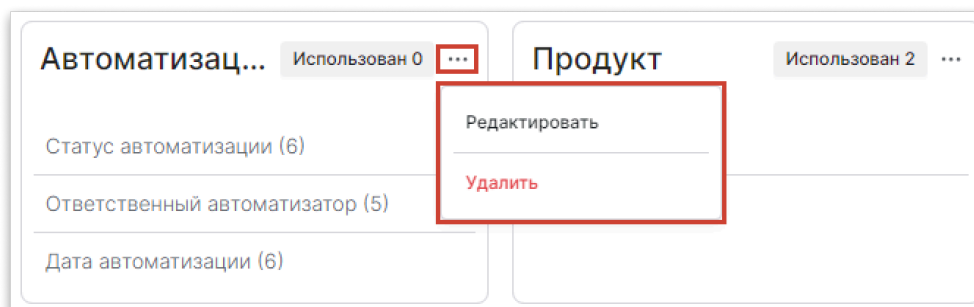 Автоматизац... Использован 0 ...
Статус автоматизации (6)
Ответственный автоматизатор (5)
Дата автоматизации (6)
Продукт Использован 2 ...
Редактировать
Удалить